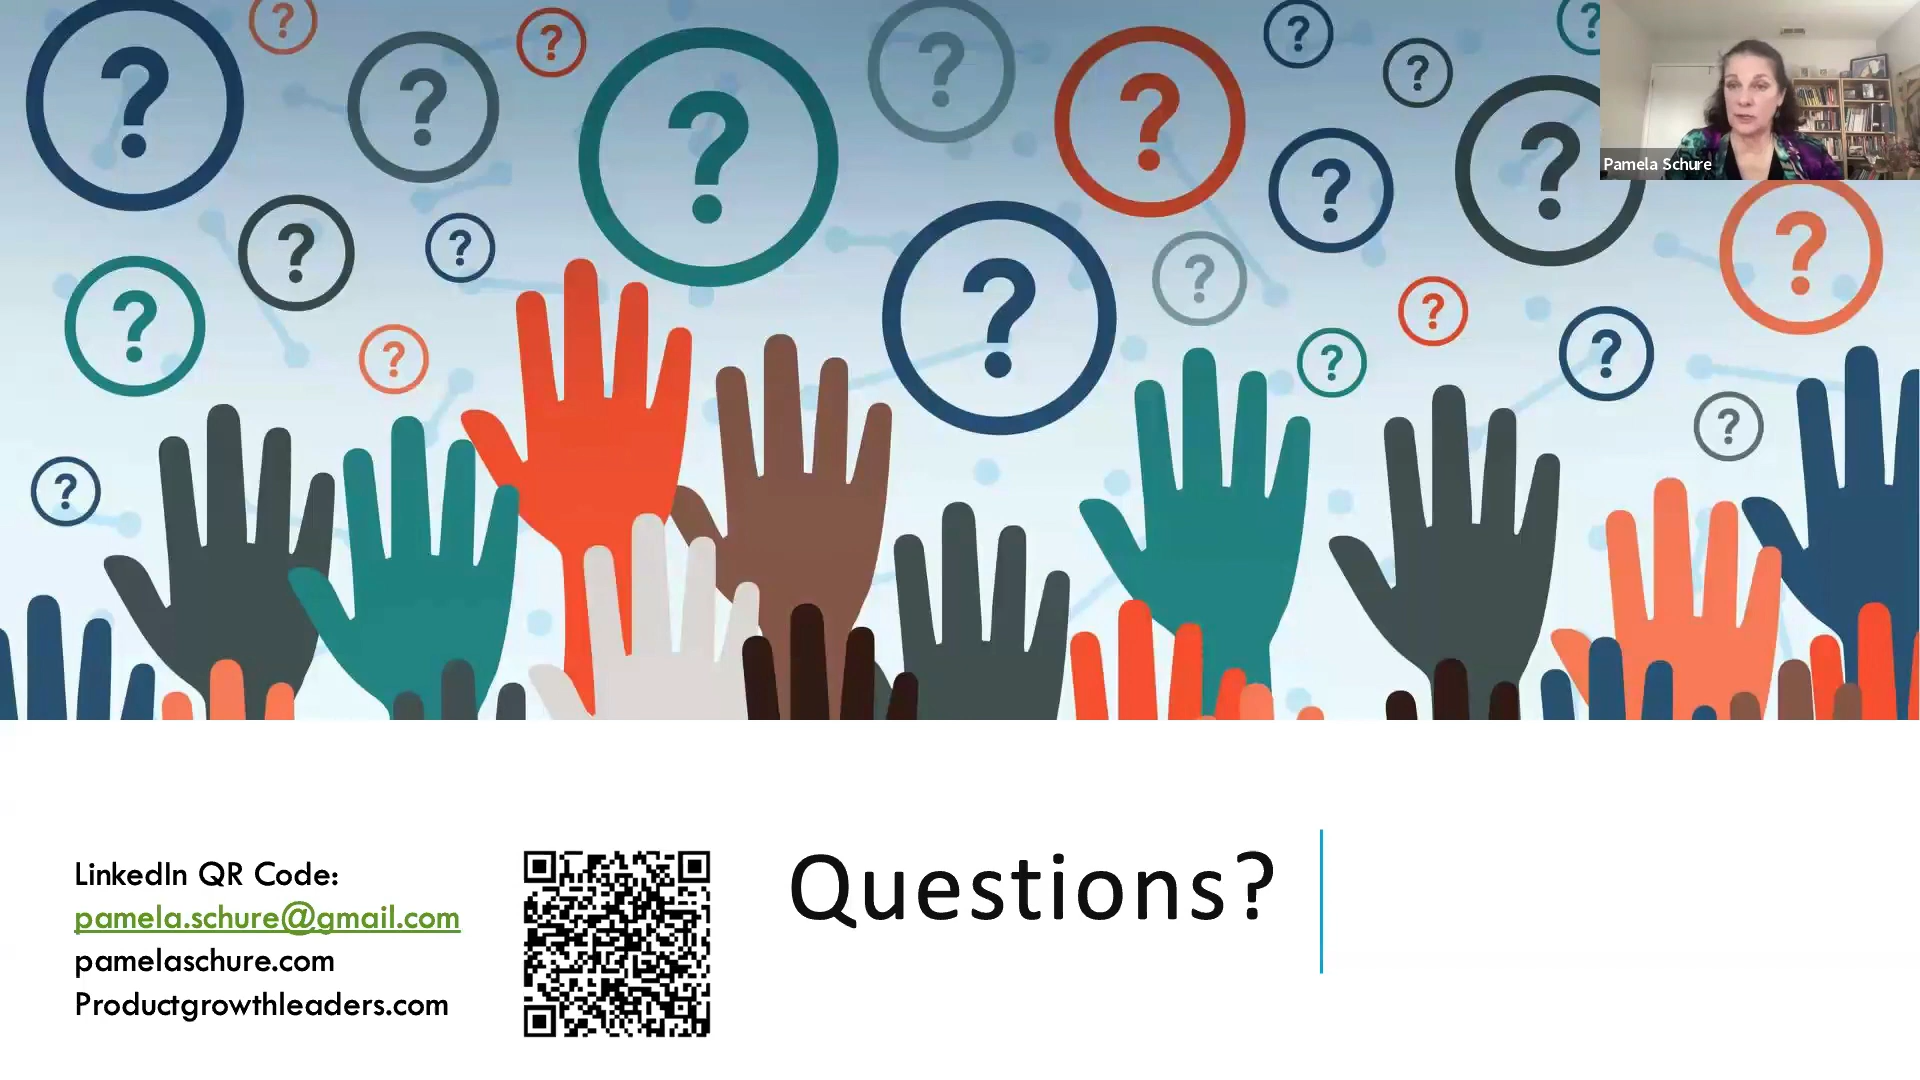 Pamela Schure
LinkedIn QR Code:
pamela.schure@gmail.com
pamelaschure.com
Productgrowthleaders.com
Questions?